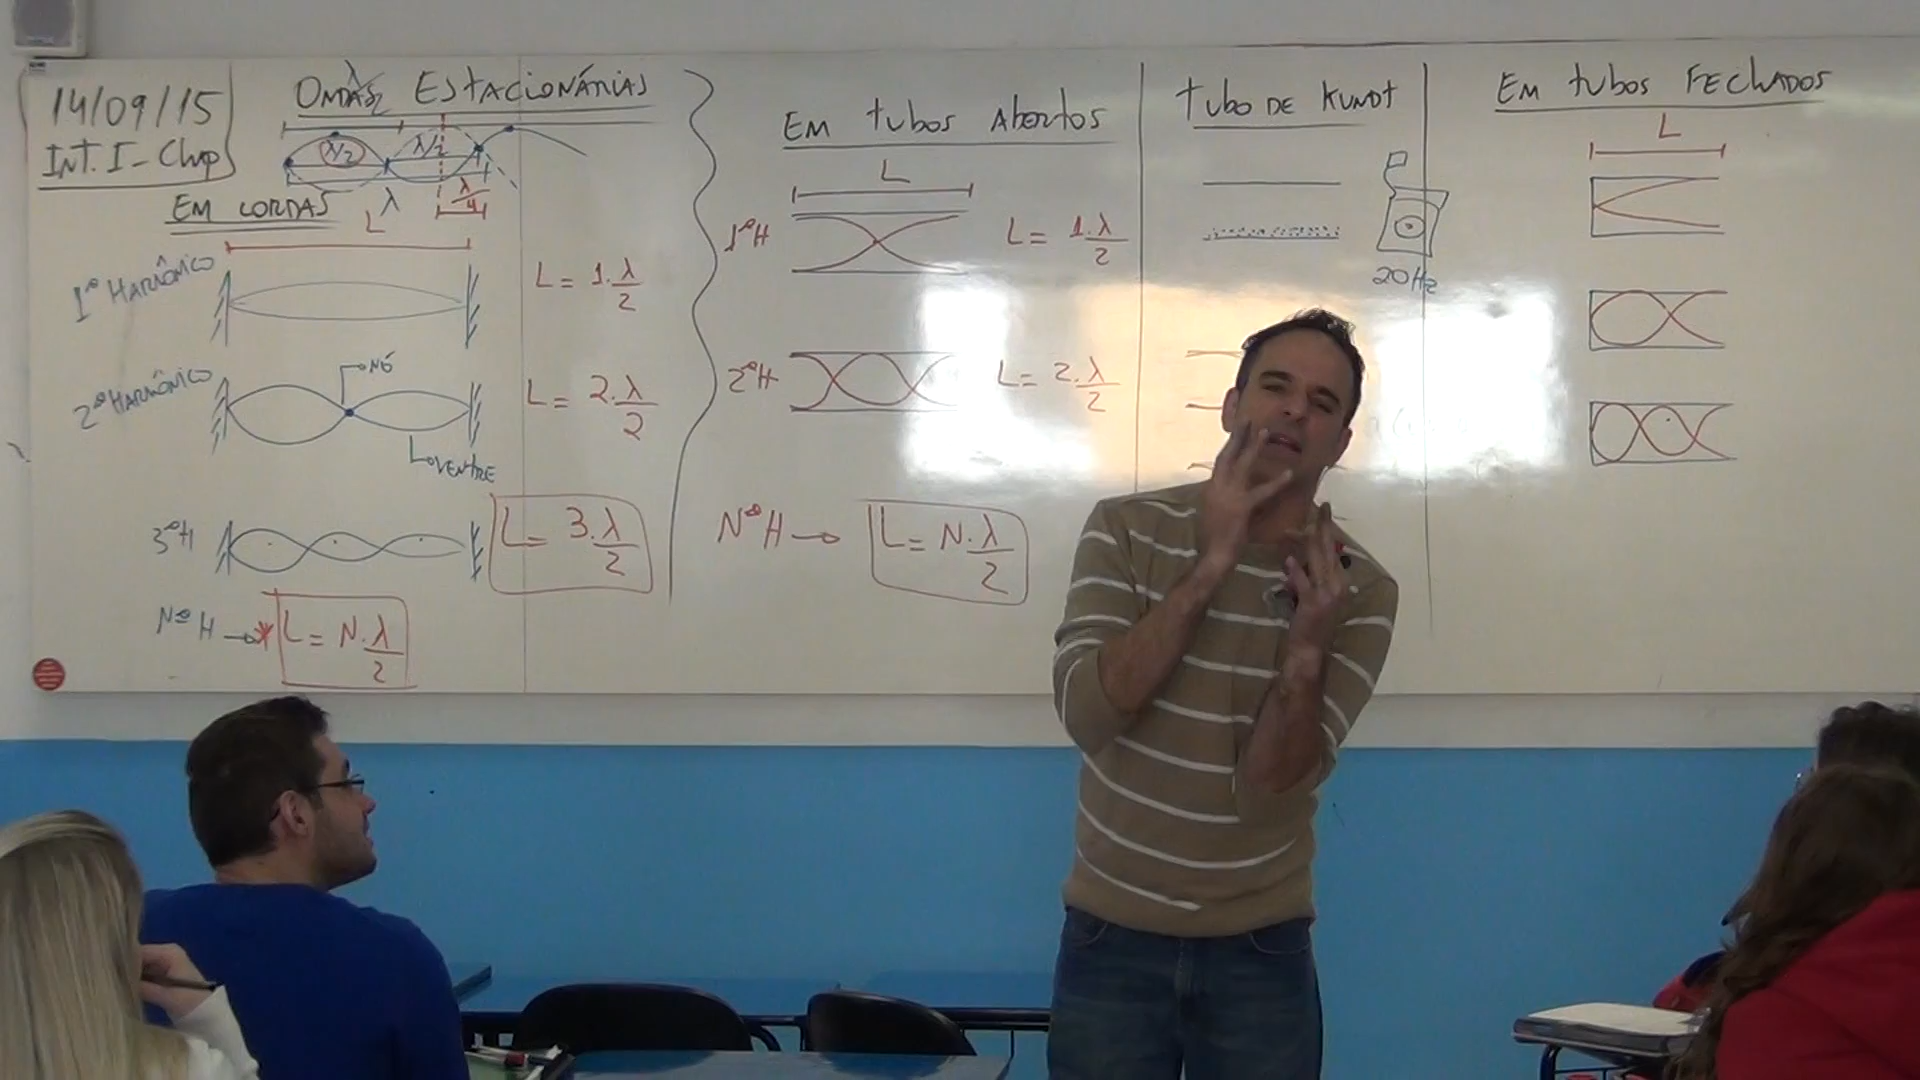 14/09/15
INT. I - Chup
ONDAS ESTACIONÁRIAS
λ/2
λ/2
λ
λ/4
EM CORDAS
L
1º HARMÔNICO
L = 1.λ/2
2º HARMÔNICO
NÓ
VENTRE
L = 2.λ/2
3º H
L = 3.λ/2
Nº H → * L = N.λ/2
EM tubos Abertos
L
1º H
L = 1.λ/2
2º H
L = 2.λ/2
Nº H → L = N.λ/2
tubo DE KUNDT
20Hz
EM tubos FECHADOS
L